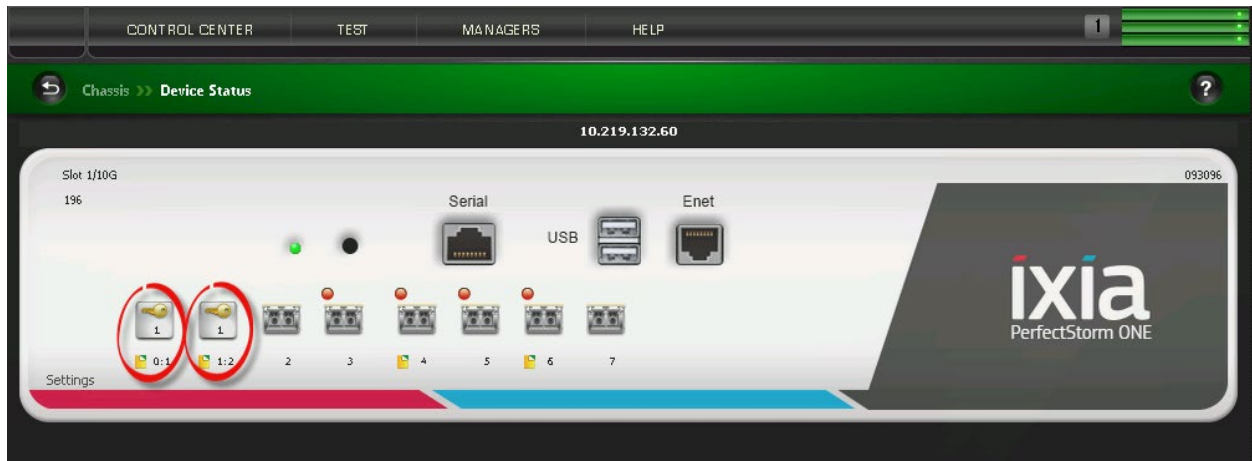 CONTROL CENTER TEST MANAGERS HELP 1
Chassis >> Device Status ?
10.219.132.60
Slot 1/10G 093096
196 Serial Enet
USB
ixia
PerfectStorm ONE
1 1
0:1 1:2 2 3 4 5 6 7
Settings